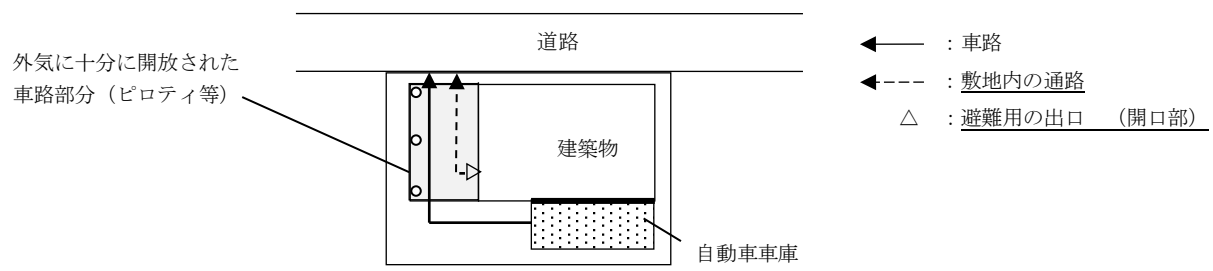 道路
外気に十分に開放された
車路部分（ピロティ等）
建築物
自動車車庫
：車路
：敷地内の通路
△ ：避難用の出口 （開口部）